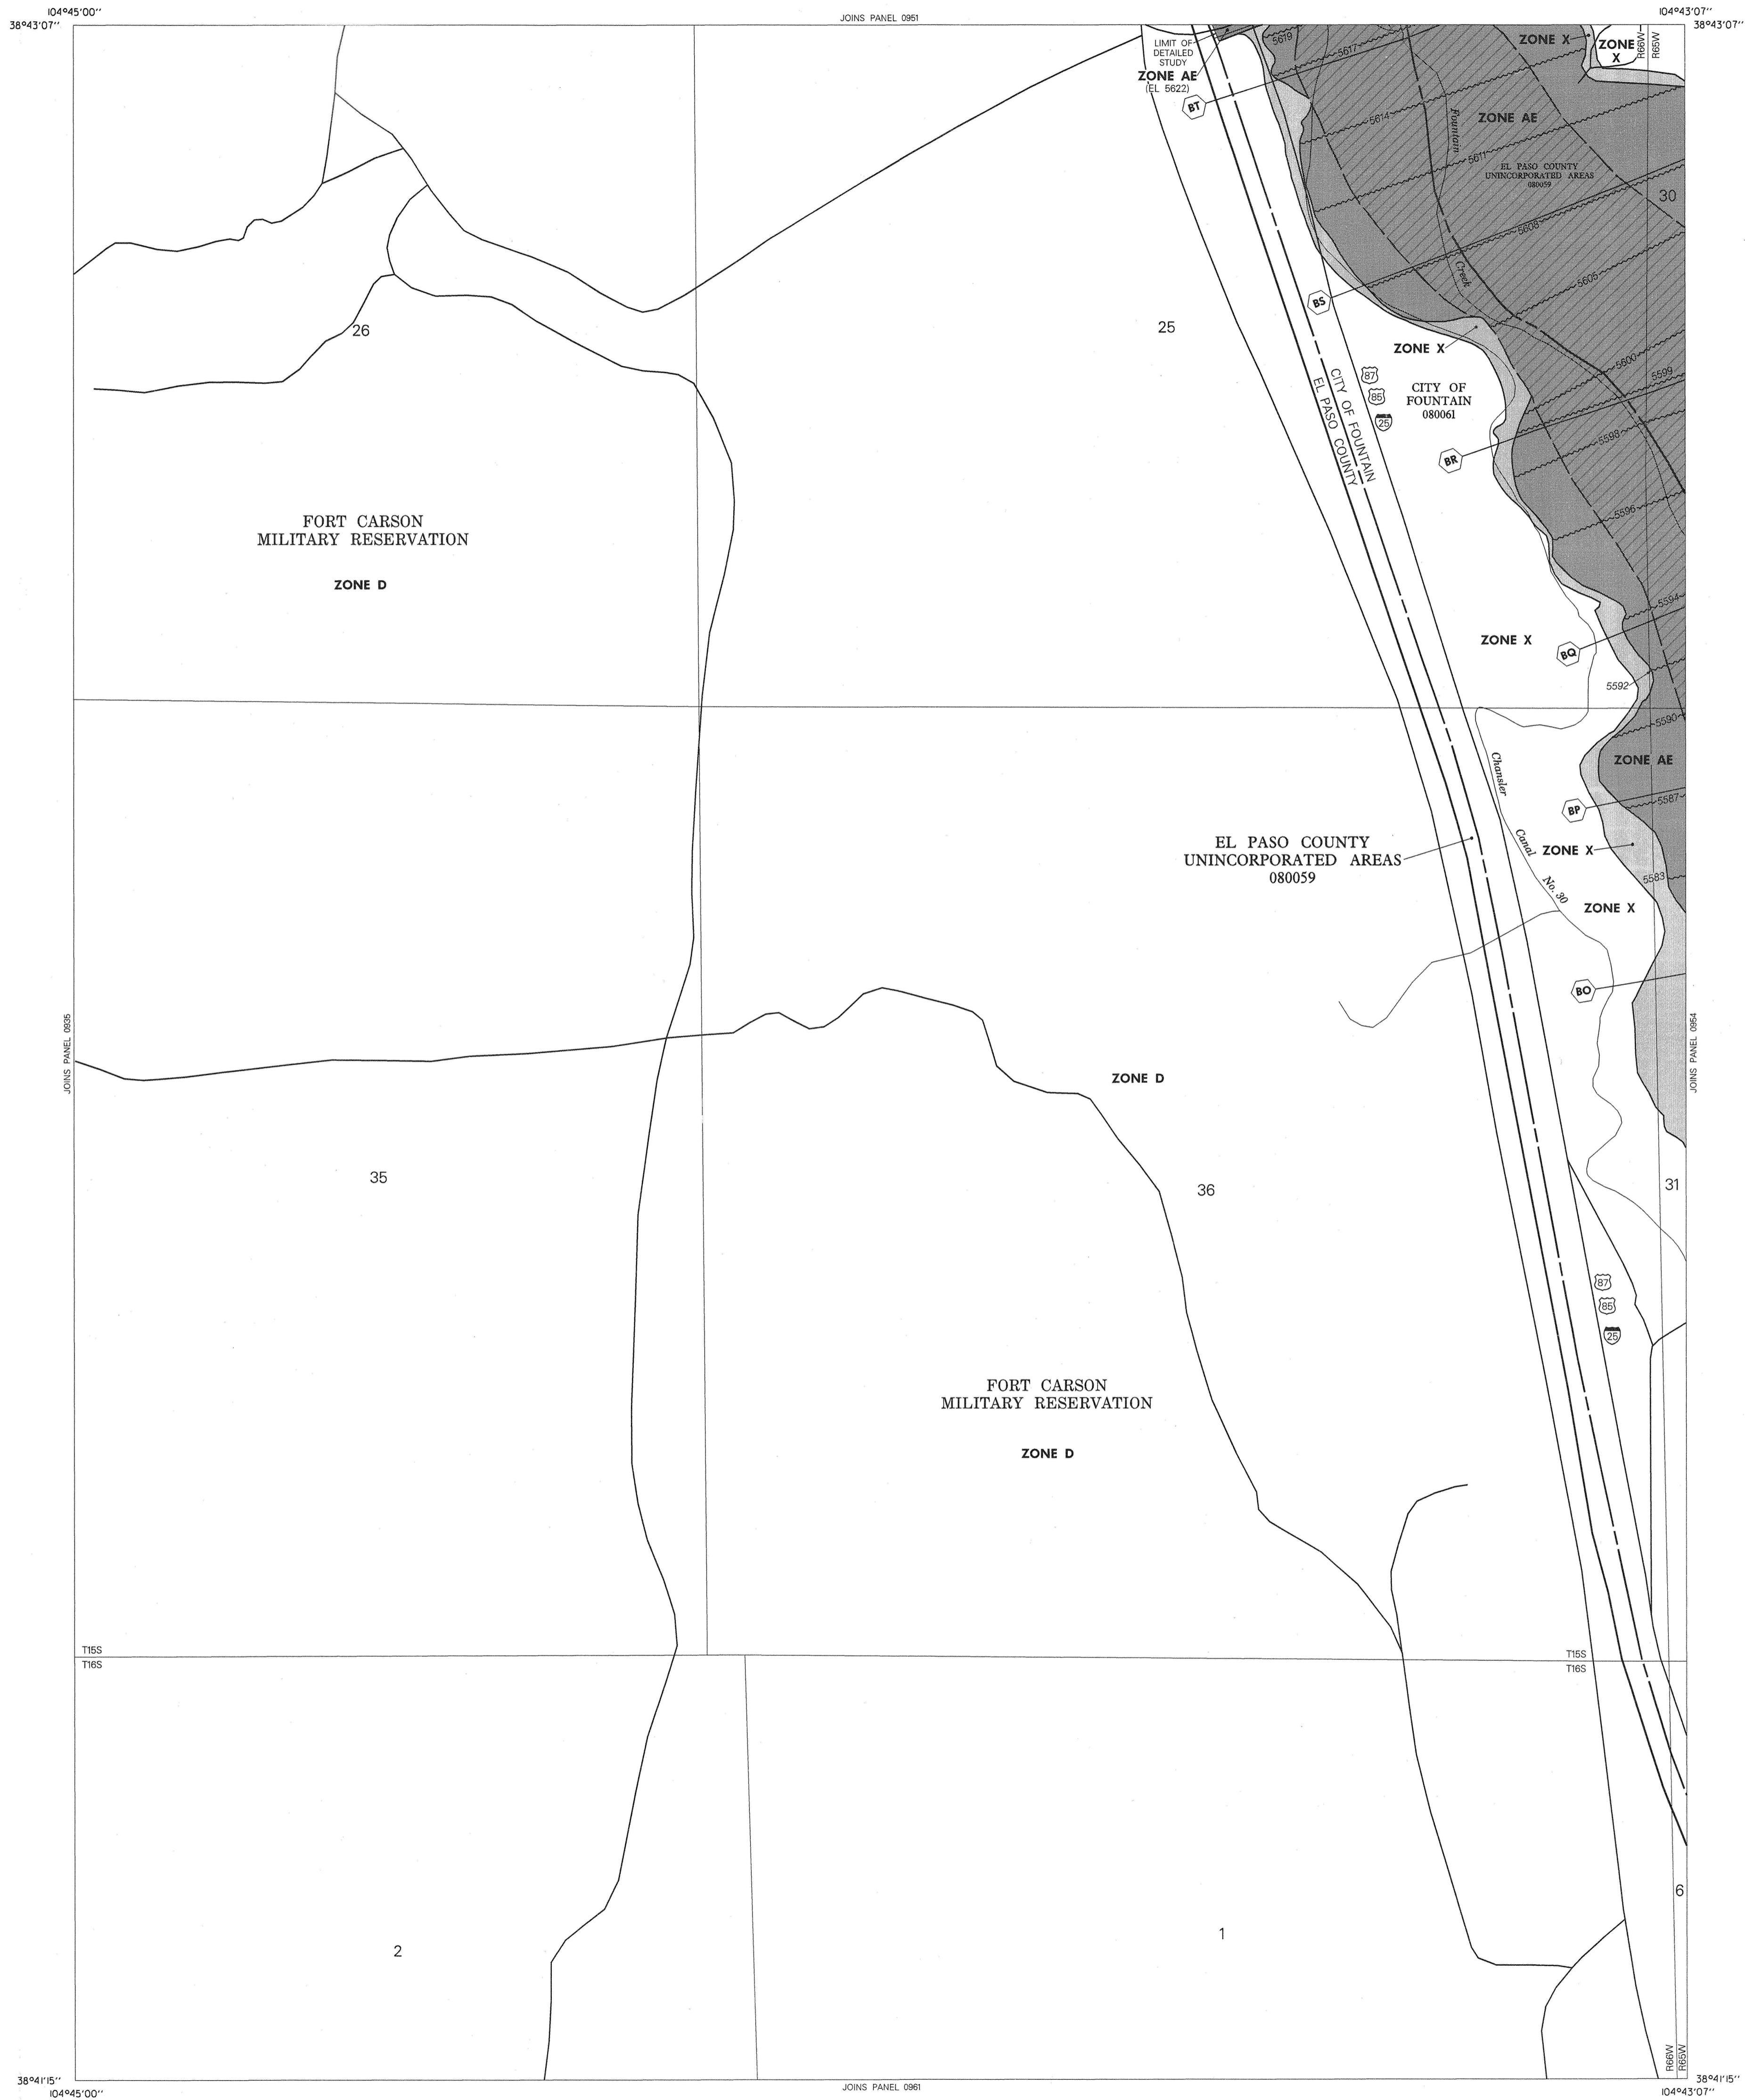 104°45'00"
38°43'07"
JOINS PANEL 0951
104°43'07"
38°43'07"
LIMIT OF
DETAILED
STUDY
ZONE AE
(EL 5622)
BT
5619
5617
ZONE X
ZONE
X
R66W
R65W
5614
Fountain
ZONE AE
5611
EL PASO COUNTY
UNINCORPORATED AREAS
080059
30
5608
Creek
5605
BS
26
25
ZONE X
5600
5599
87
85
25
CITY OF
FOUNTAIN
080061
CITY OF FOUNTAIN
EL PASO COUNTY
5598
BR
5596
FORT CARSON
MILITARY RESERVATION
ZONE D
5594
ZONE X
BQ
5592
5590
Chansler
ZONE AE
5587
BP
EL PASO COUNTY
UNINCORPORATED AREAS
080059
Canal
ZONE X
5583
No. 30
ZONE X
BO
JOINS PANEL 0935
JOINS PANEL 0954
ZONE D
35
36
31
87
85
25
FORT CARSON
MILITARY RESERVATION
ZONE D
T15S
T16S
T15S
T16S
6
1
2
R66W
R65W
38°41'15"
104°45'00"
JOINS PANEL 0961
38°41'15"
104°43'07"